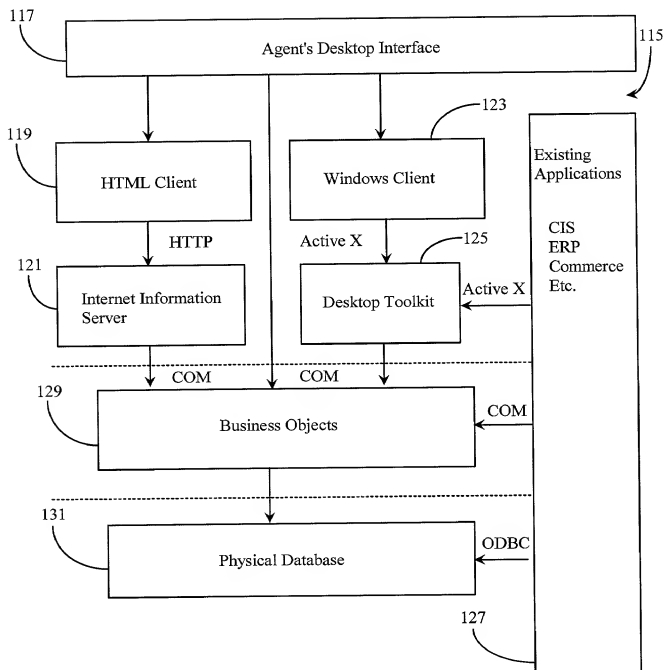 117
Agent's Desktop Interface
115
123
119
HTML Client
Windows Client
Existing
Applications
CIS
ERP
Commerce
Etc.
HTTP
Active X
125
121
Internet Information
Server
Desktop Toolkit
Active X
COM
COM
129
Business Objects
COM
131
Physical Database
ODBC
127